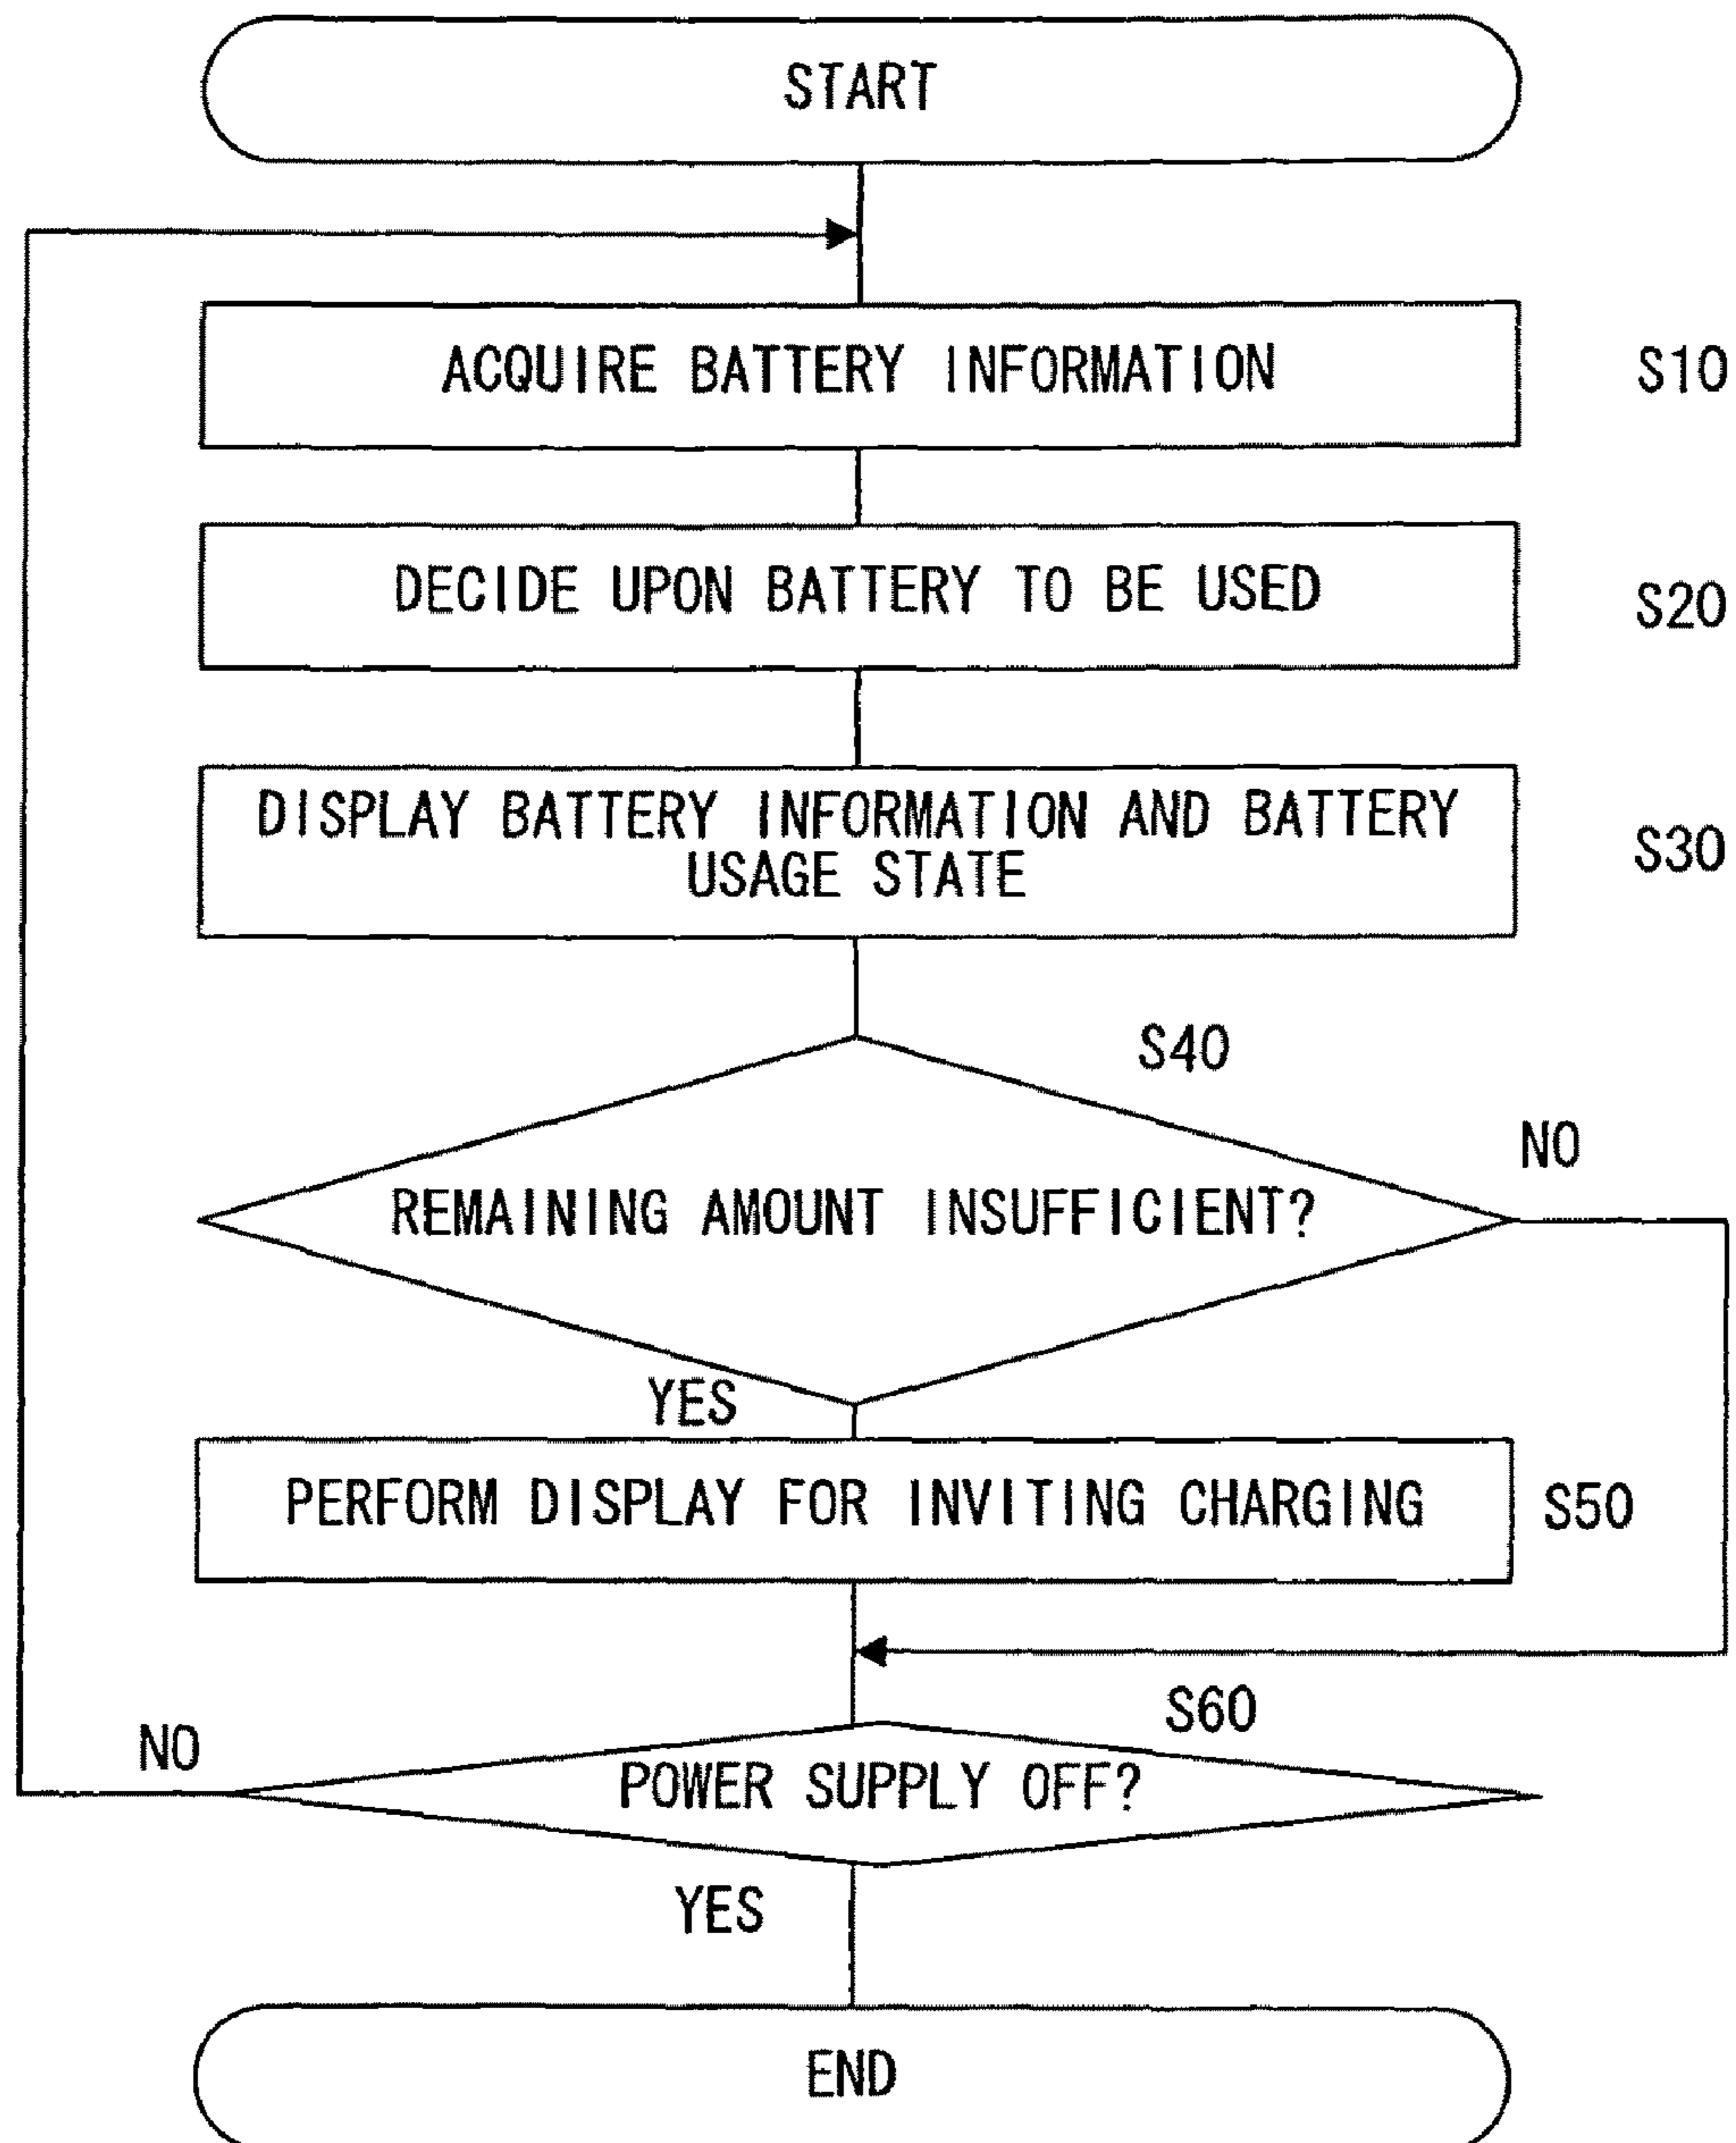 START
ACQUIRE BATTERY INFORMATION
S10
DECIDE UPON BATTERY TO BE USED
S20
DISPLAY BATTERY INFORMATION AND BATTERY
USAGE STATE
S30
S40
NO
REMAINING AMOUNT INSUFFICIENT?
YES
PERFORM DISPLAY FOR INVITING CHARGING
S50
S60
NO
POWER SUPPLY OFF?
YES
END